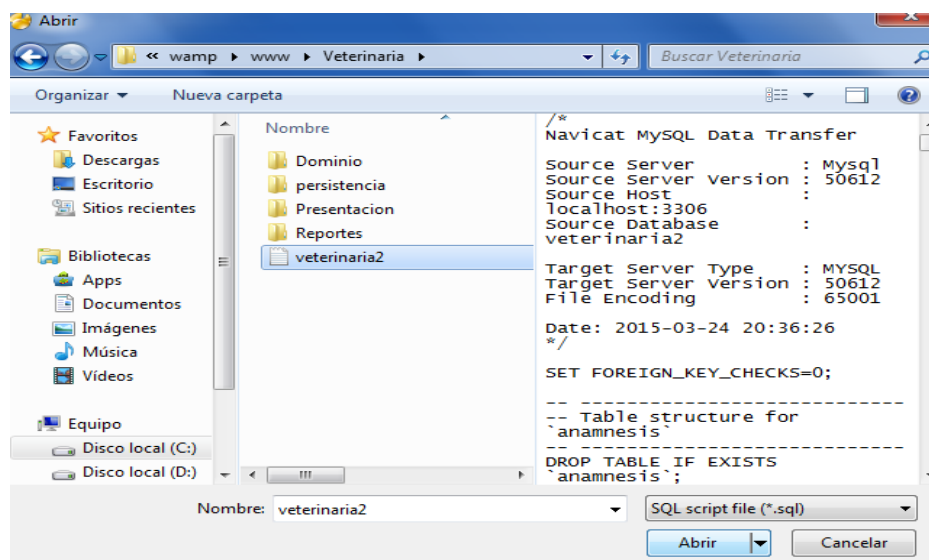 Abrir
« wamp ▸ www ▸ Veterinaria ▸
Buscar Veterinaria
Organizar
Nueva carpeta
Favoritos
Descargas
Escritorio
Sitios recientes
Bibliotecas
Apps
Documentos
Imágenes
Música
Vídeos
Equipo
Disco local (C:)
Disco local (D:)
Nombre
Dominio
persistencia
Presentacion
Reportes
veterinaria2
/*
Navicat MySQL Data Transfer
Source Server : Mysql
Source Server Version : 50612
Source Host :
localhost:3306
Source Database :
veterinaria2
Target Server Type : MYSQL
Target Server Version : 50612
File Encoding : 65001
Date: 2015-03-24 20:36:26
*/
SET FOREIGN_KEY_CHECKS=0;
-- ----------------------------
-- Table structure for
`anamnesis`
-- ----------------------------
DROP TABLE IF EXISTS
`anamnesis`;
Nombre: veterinaria2
SQL script file (*.sql)
Abrir
Cancelar